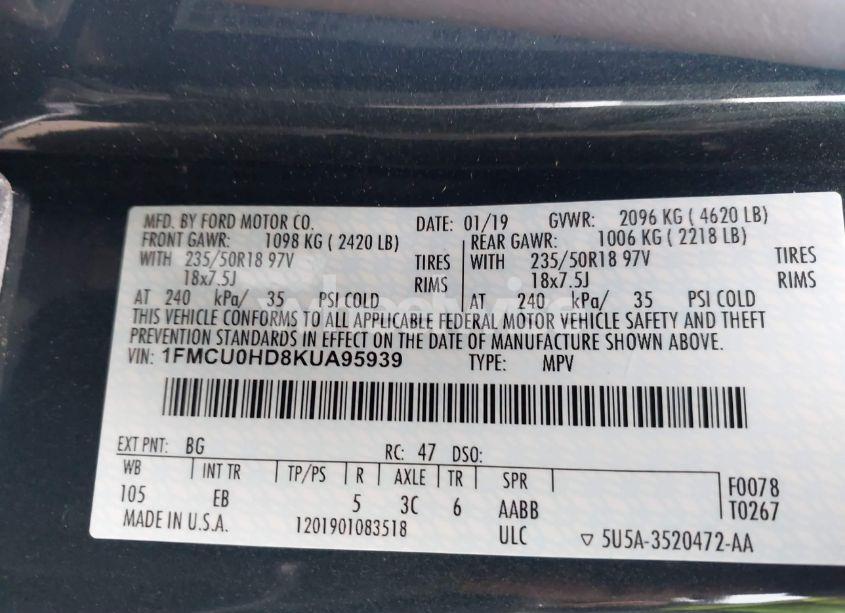 MFD. BY FORD MOTOR CO. DATE: 01/19 GVWR: 2096 KG ( 4620 LB)
FRONT GAWR: 1098 KG ( 2420 LB) REAR GAWR: 1006 KG ( 2218 LB)
WITH 235/50R18 97V TIRES WITH 235/50R18 97V TIRES
18x7.5J RIMS 18x7.5J RIMS
AT 240 kPa/ 35 PSI COLD AT 240 kPa/ 35 PSI COLD
THIS VEHICLE CONFORMS TO ALL APPLICABLE FEDERAL MOTOR VEHICLE SAFETY AND THEFT
PREVENTION STANDARDS IN EFFECT ON THE DATE OF MANUFACTURE SHOWN ABOVE.
VIN: 1FMCU0HD8KUA95939 TYPE: MPV
EXT PNT: BG RC: 47 DSO:
WB INT TR TP/PS R AXLE TR SPR F0078
105 EB 5 3C 6 AABB T0267
MADE IN U.S.A. 1201901083518 ULC ▽ 5U5A-3520472-AA